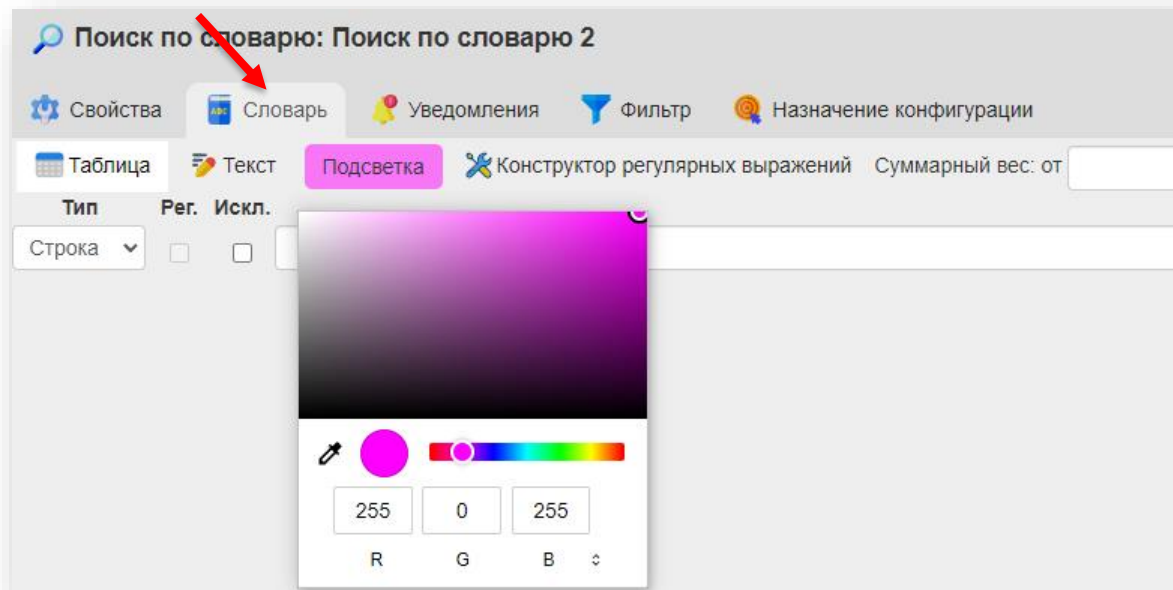 Поиск по словарю: Поиск по словарю 2
Свойства Словарь Уведомления Фильтр Назначение конфигурации
Таблица Текст Подсветка Конструктор регулярных выражений Суммарный вес: от
Тип Рег. Искл.
Строка
255 0 255
R G B